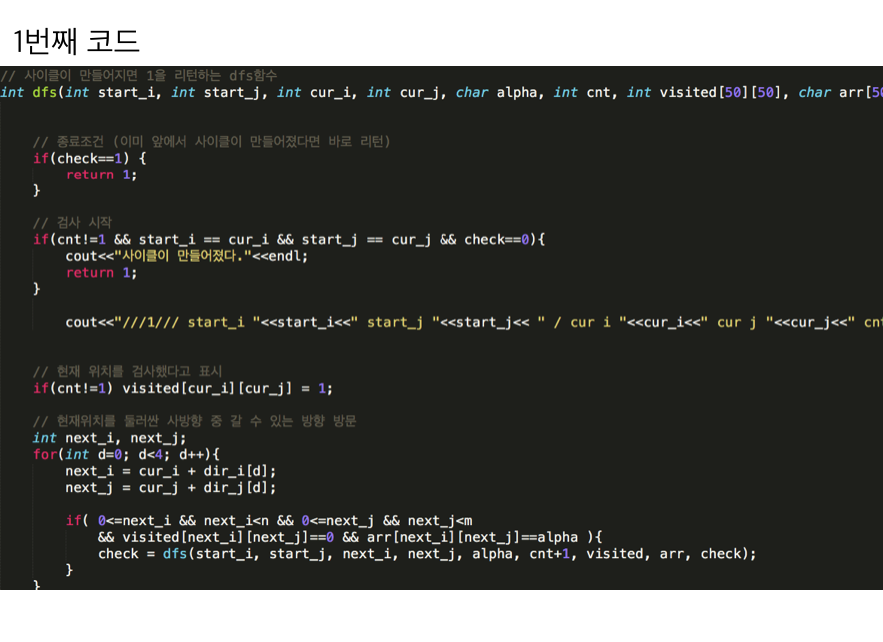 1번째 코드
// 사이클이 만들어지면 1을 리턴하는 dfs함수
int dfs(int start_i, int start_j, int cur_i, int cur_j, char alpha, int cnt, int visited[50][50], char arr[50
// 종료조건 (이미 앞에서 사이클이 만들어졌다면 바로 리턴)
if(check==1) {
return 1;
}
// 검사 시작
if(cnt!=1 && start_i == cur_i && start_j == cur_j && check==0){
cout<<"사이클이 만들어졌다."<<endl;
return 1;
}
cout<<"///1/// start_i "<<start_i<<" start_j "<<start_j<< " / cur i "<<cur_i<<" cur j "<<cur_j<<" cnt
// 현재 위치를 검사했다고 표시
if(cnt!=1) visited[cur_i][cur_j] = 1;
// 현재위치를 둘러싼 사방향 중 갈 수 있는 방향 방문
int next_i, next_j;
for(int d=0; d<4; d++){
next_i = cur_i + dir_i[d];
next_j = cur_j + dir_j[d];
if( 0<=next_i && next_i<n && 0<=next_j && next_j<m
&& visited[next_i][next_j]==0 && arr[next_i][next_j]==alpha ){
check = dfs(start_i, start_j, next_i, next_j, alpha, cnt+1, visited, arr, check);
}
}